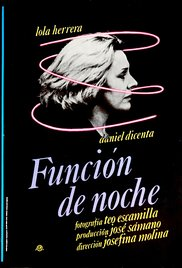 lola herrera
daniel dicenta
Función
de noche
fotografía teo escamilla
producción josé sámano
dirección josefina molina